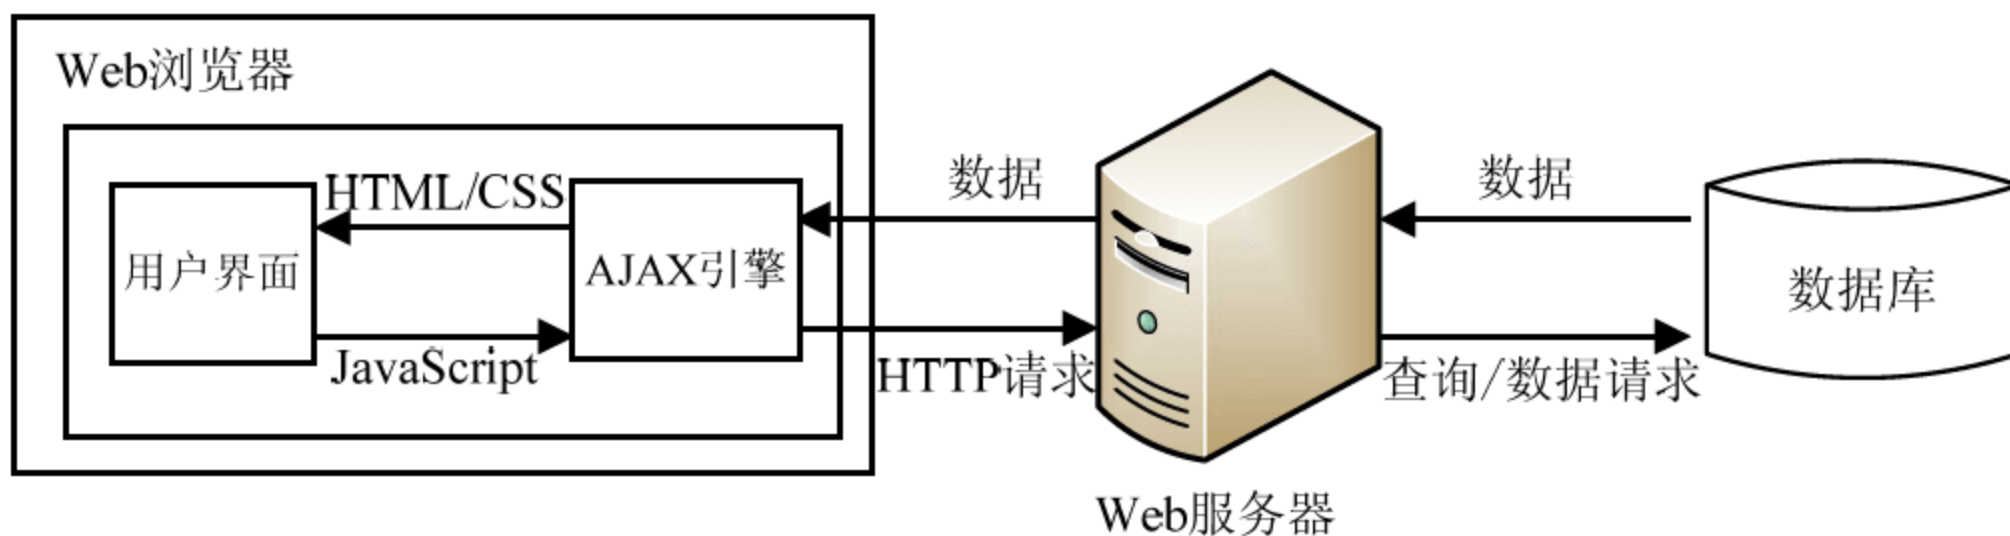 Web浏览器
HTML/CSS
用户界面
AJAX引擎
JavaScript
数据
HTTP请求
Web服务器
数据
查询/数据请求
数据库